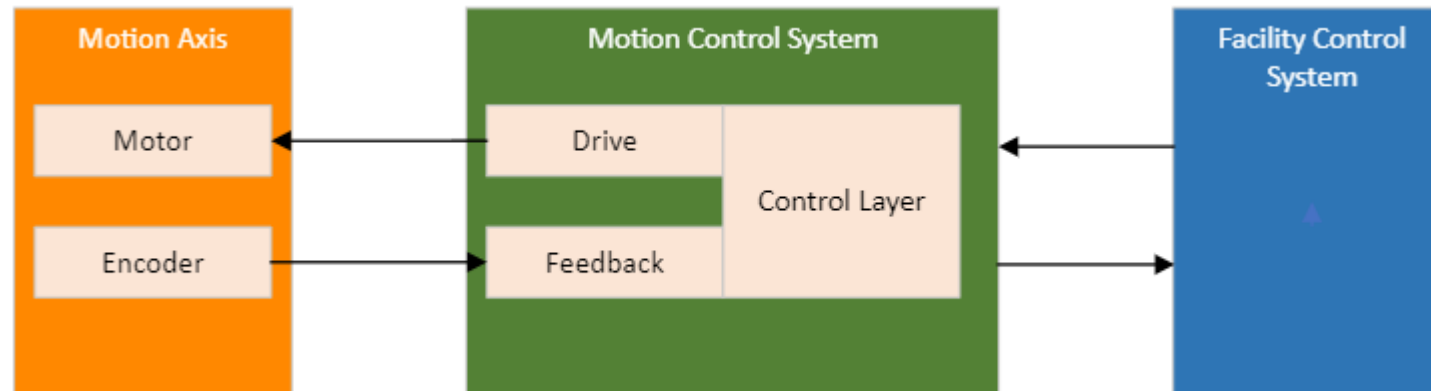 Motion Axis
Motor
Encoder
Motion Control System
Drive
Feedback
Control Layer
Facility Control
System